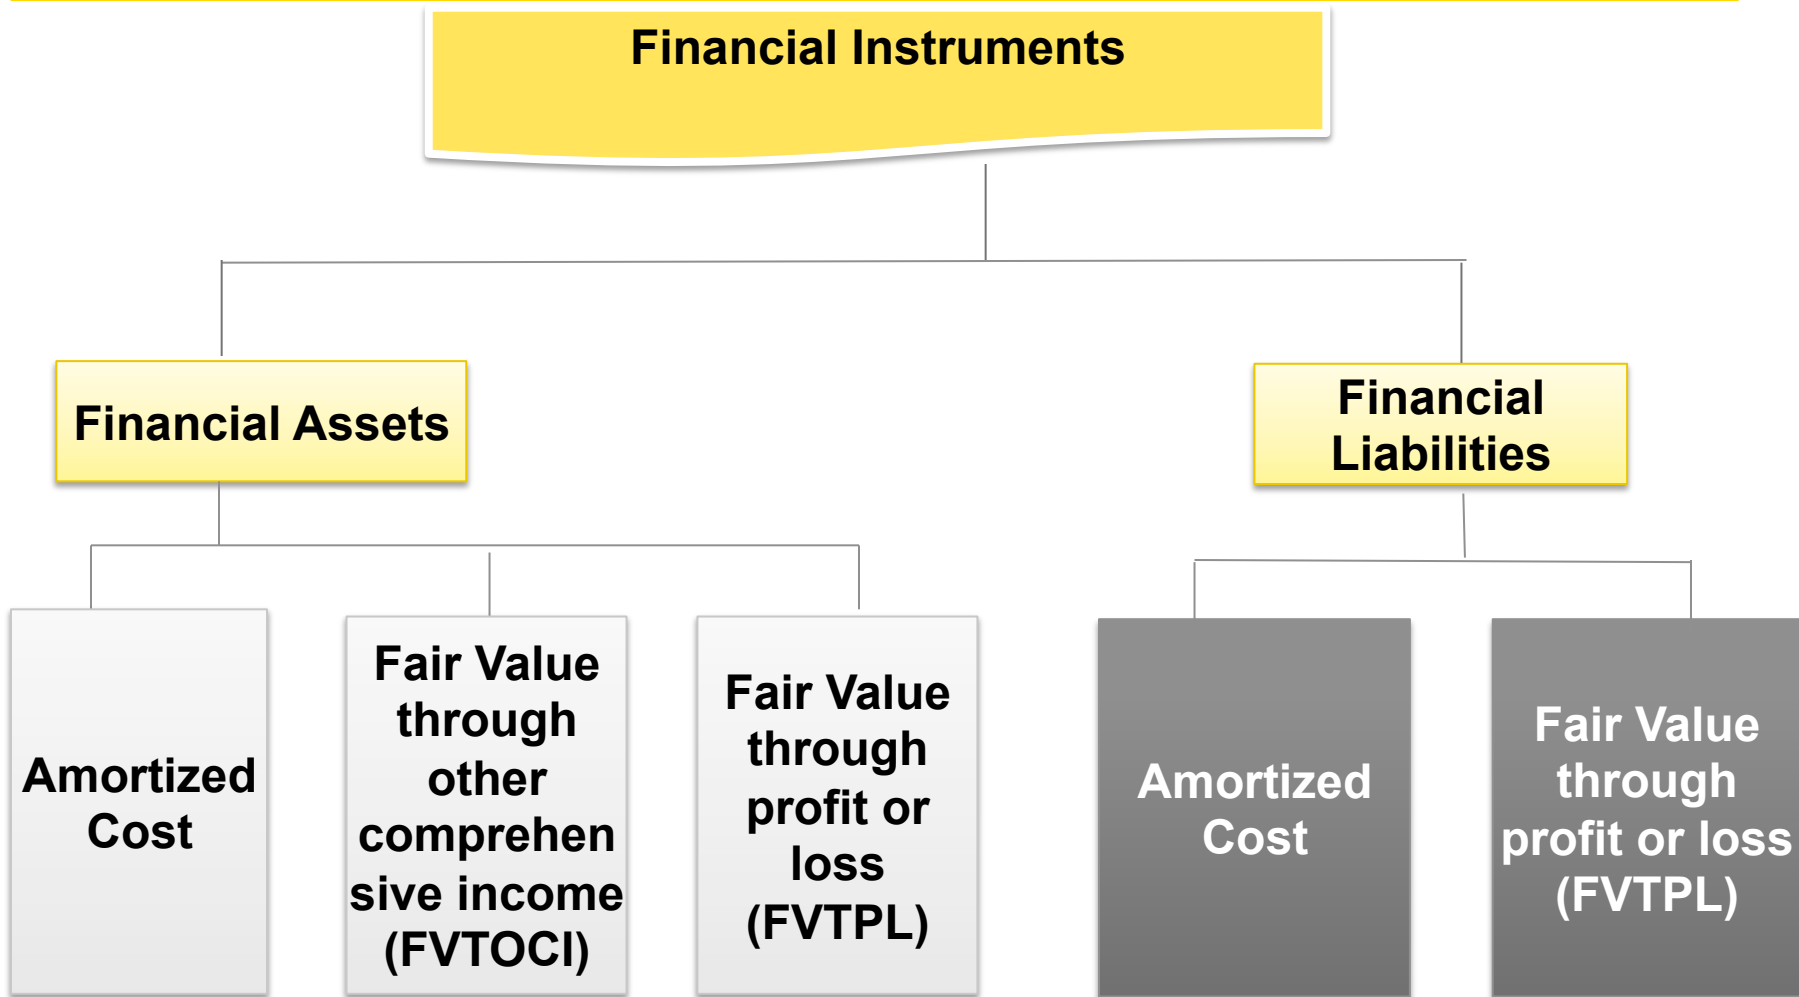 Financial Instruments
Financial Assets
Financial
Liabilities
Amortized
Cost
Fair Value
through
other
comprehen
sive income
(FVTOCI)
Fair Value
through
profit or
loss
(FVTPL)
Amortized
Cost
Fair Value
through
profit or loss
(FVTPL)